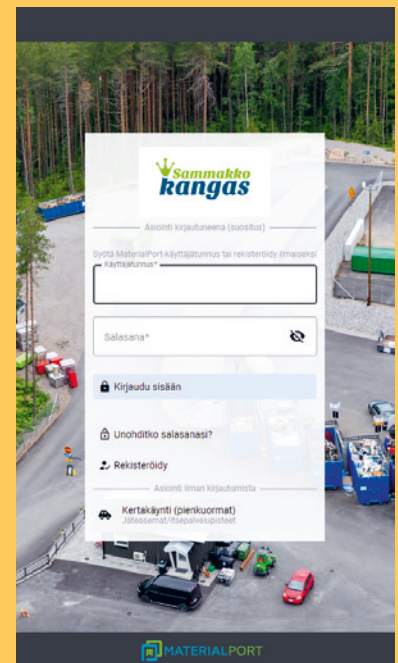 Sammakko
kangas
Asiointi kirjautuneena (suositus)
Syötä MaterialPort-käyttäjätunnus tai rekisteröidy ilmaiseksi
Käyttäjätunnus*
Salasana*
Kirjaudu sisään
Unohditko salasanasi?
Rekisteröidy
Asiointi ilman kirjautumista
Kertakäynti (pienkuormat)
Jäteasemat/itsepalvelupisteet
MATERIALPORT